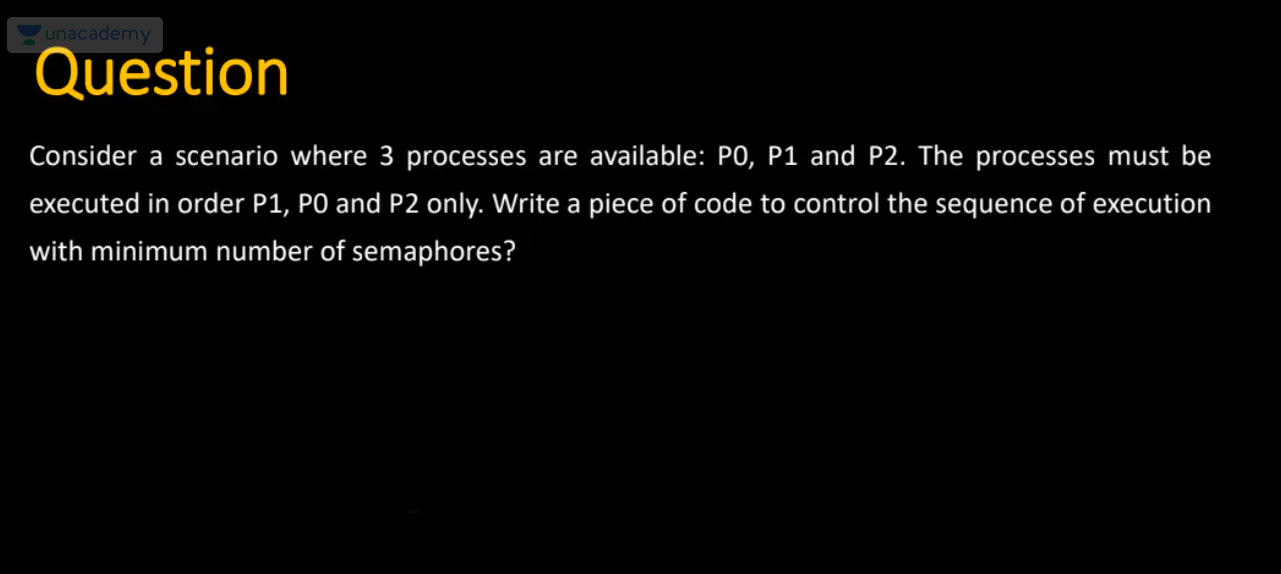 unacademy
Question
Consider a scenario where 3 processes are available: P0, P1 and P2. The processes must be
executed in order P1, P0 and P2 only. Write a piece of code to control the sequence of execution
with minimum number of semaphores?